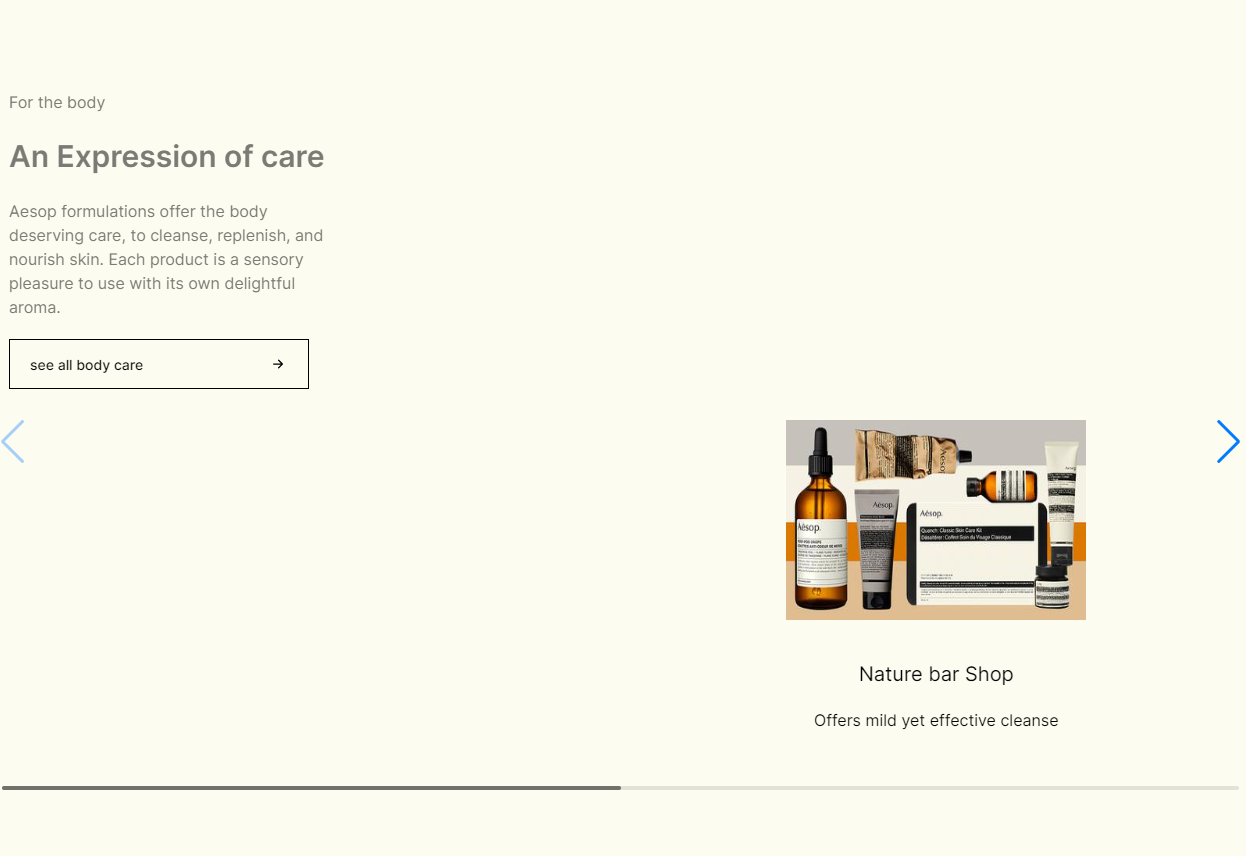 For the body
An Expression of care
Aesop formulations offer the body
deserving care, to cleanse, replenish, and
nourish skin. Each product is a sensory
pleasure to use with its own delightful
aroma.
see all body care
Aesop
Aēsop.
Aēsop.
Aēsop.
Quench: Classic Skin Care Kit
Désaltérer: Coffret Soin du Visage Classique
Nature bar Shop
Offers mild yet effective cleanse